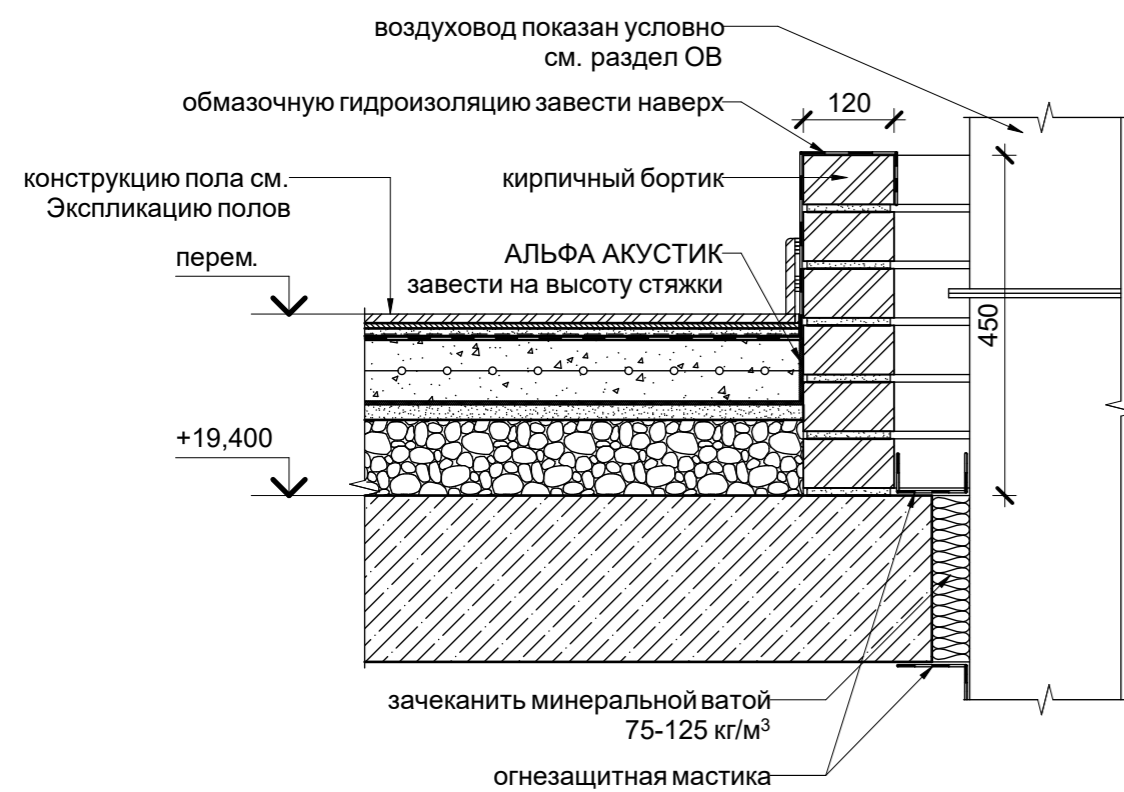 воздуховод показан условно
см. раздел ОВ
обмазочную гидроизоляцию завести наверх
120
конструкцию пола см.
Экспликацию полов
кирпичный бортик
перем.
АЛЬФА АКУСТИК
завести на высоту стяжки
450
+19,400
зачеканить минеральной ватой
75-125 кг/м³
огнезащитная мастика